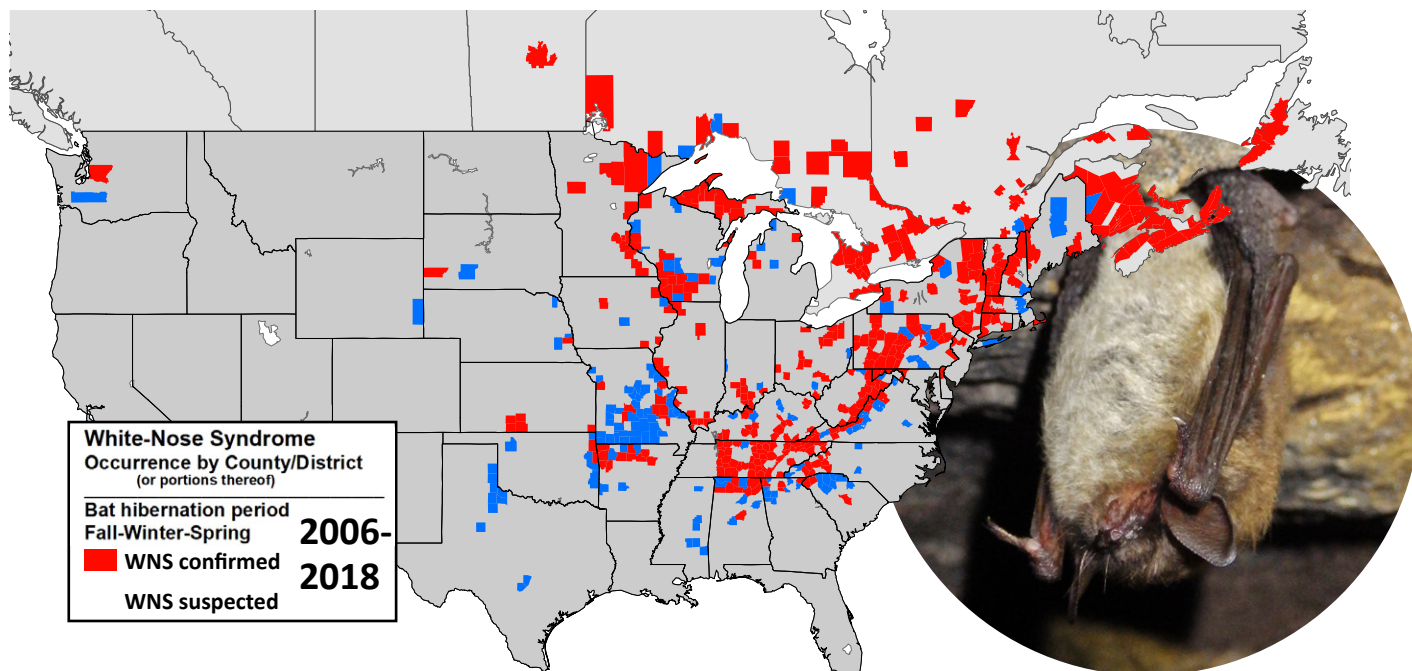 White-Nose Syndrome
Occurrence by County/District
(or portions thereof)
Bat hibernation period
Fall-Winter-Spring
2006-
2018
WNS confirmed
WNS suspected